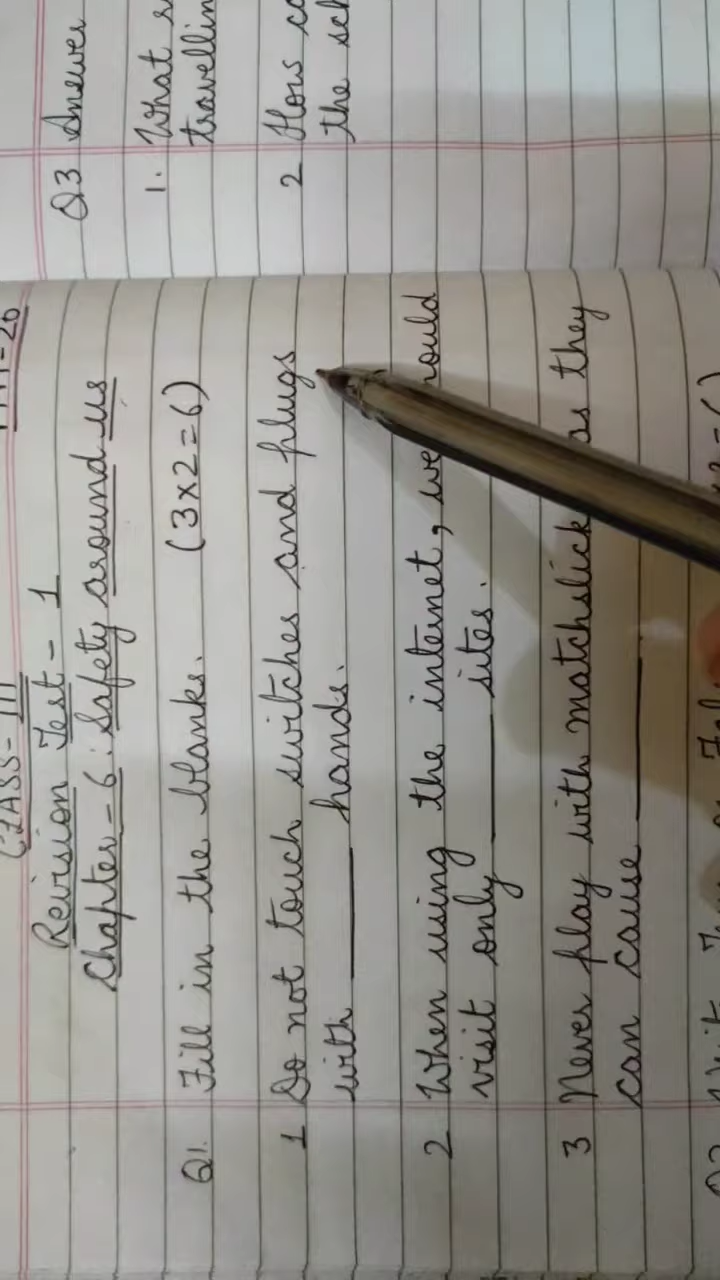 CLASS- III
Revision Test - 1
Chapter - 6 : Safety around us
Q1. Fill in the blanks. (3x2=6)
1 Do not touch switches and plugs
with ______ hands.
2 When using the internet, we
visit only ______ sites.
3 Never play with matchstick as they
can cause ______.
Q3 Answer
1. What
travellin
2 How
the